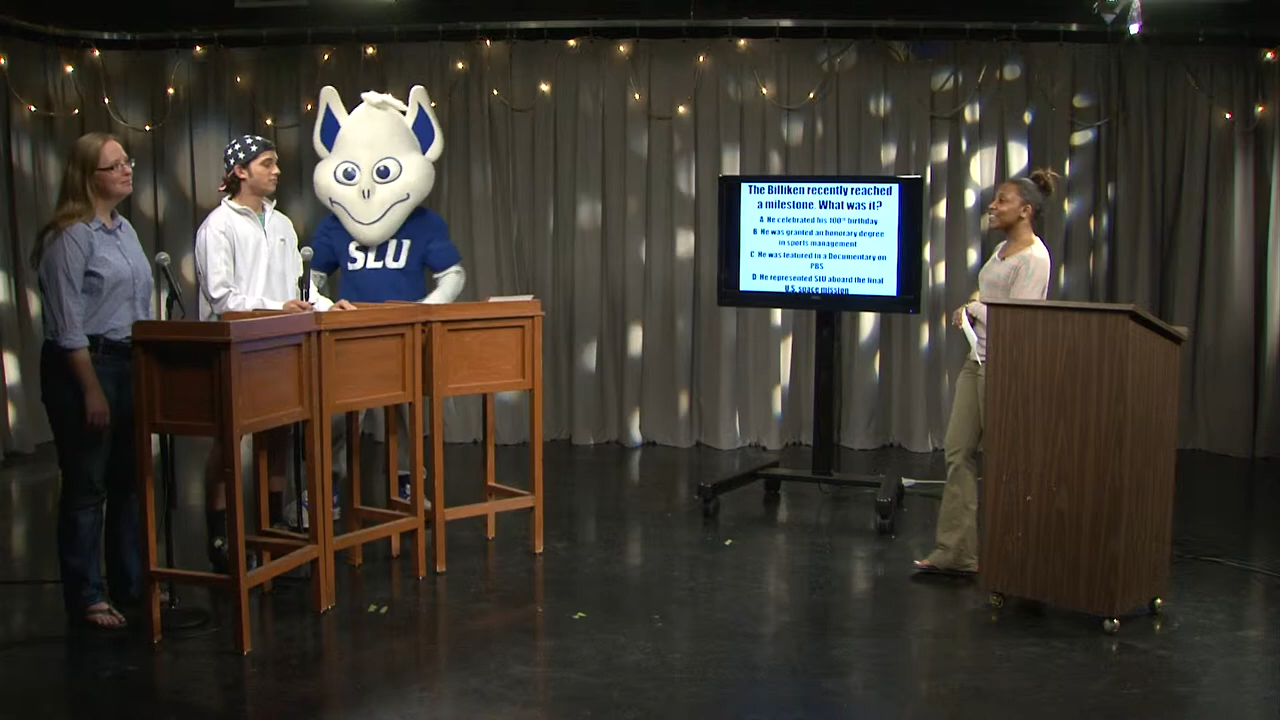 The Billiken recently reached
a milestone. What was it?
A He celebrated his 100th birthday
B He was granted an honorary degree
in sports management
C He was featured in a Documentary on
PBS
D He represented SLU aboard the final
U.S. space mission
SLU